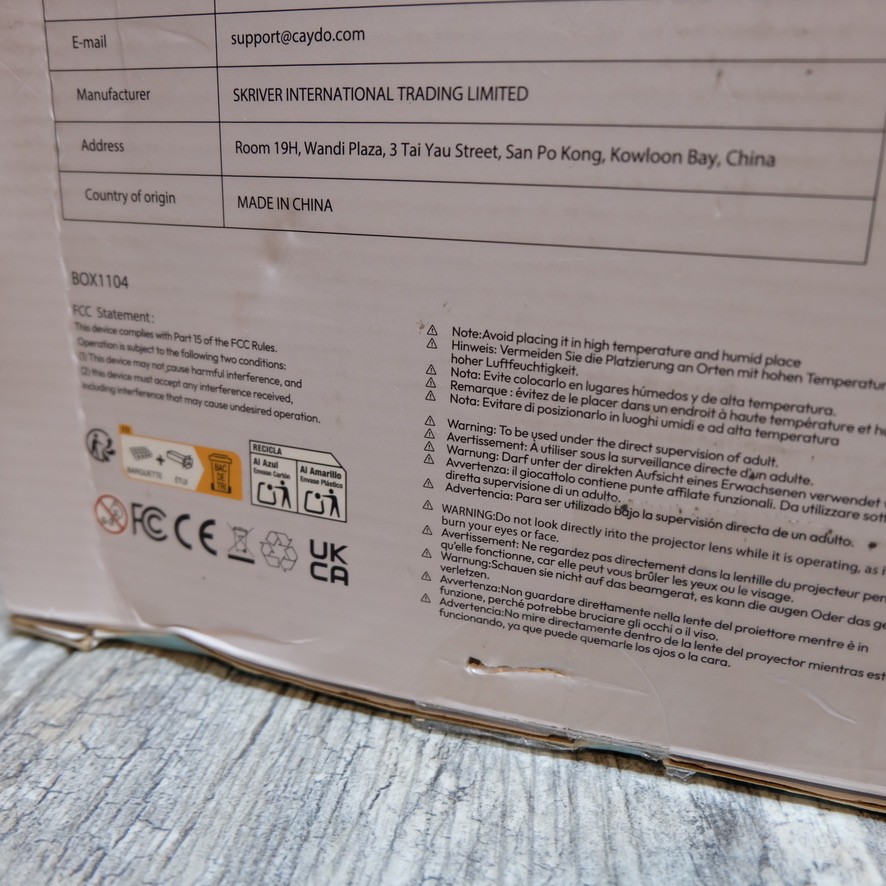 E-mail support@caydo.com
Manufacturer SKRIVER INTERNATIONAL TRADING LIMITED
Address Room 19H, Wandi Plaza, 3 Tai Yau Street, San Po Kong, Kowloon Bay, China
Country of origin MADE IN CHINA
BOX1104
FCC Statement:
This device complies with Part 15 of the FCC Rules.
Operation is subject to the following two conditions:
(1) This device may not cause harmful interference, and
(2) this device must accept any interference received,
including interference that may cause undesired operation.
FR
BARQUETTE + ÉTUI
BAC
DE
TRI
RECICLA
Al Azul
Envase Cartón
Al Amarillo
Envase Plástico
FC CE
UK
CA
Note:Avoid placing it in high temperature and humid place
Hinweis: Vermeiden Sie die Platzierung an Orten mit hohen Temperatur
hoher Luftfeuchtigkeit.
Nota: Evite colocarlo en lugares húmedos y de alta temperatura.
Remarque : évitez de le placer dans un endroit à haute température et hu
Nota: Evitare di posizionarlo in luoghi umidi e ad alta temperatura
Warning: To be used under the direct supervision of adult.
Avertissement: À utiliser sous la surveillance directe d'un adulte.
Warnung: Darf unter der direkten Aufsicht eines Erwachsenen verwendet
Avvertenza: il giocattolo contiene punte affilate funzionali. Da utilizzare sott
diretta supervisione di un adulto.
Advertencia: Para ser utilizado bajo la supervisión directa de un adulto.
WARNING:Do not look directly into the projector lens while it is operating, as i
burn your eyes or face.
Avertissement: Ne regardez pas directement dans la lentille du projecteur pen
qu'elle fonctionne, car elle peut vous brûler les yeux ou le visage.
Warnung:Schauen sie nicht auf das beamgerat, es kann die augen Oder das ge
verletzen.
Avvertenza:Non guardare direttamente nella lente del proiettore mentre è in
funzione, perché potrebbe bruciare gli occhi o il viso.
Advertencia:No mire directamente dentro de la lente del proyector mientras est
funcionando, ya que puede quemarle los ojos o la cara.